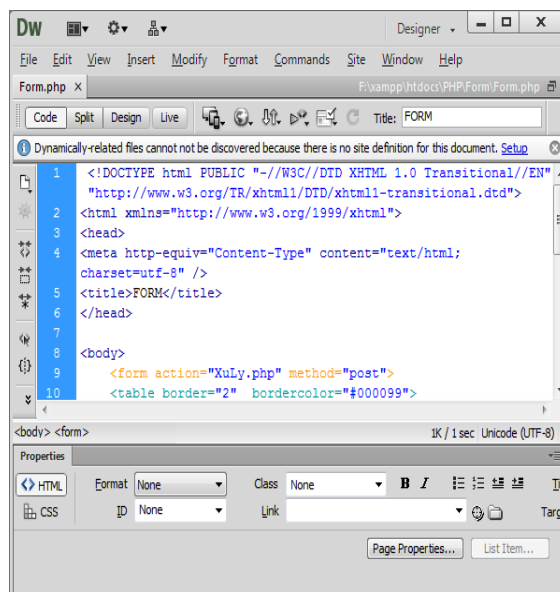 Dw Designer X
File Edit View Insert Modify Format Commands Site Window Help
Form.php × F:\xampp\htdocs\PHP\Form\Form.php
Code Split Design Live Title: FORM
Dynamically-related files cannot not be discovered because there is no site definition for this document. Setup
1 <!DOCTYPE html PUBLIC "-//W3C//DTD XHTML 1.0 Transitional//EN"
"http://www.w3.org/TR/xhtml1/DTD/xhtml1-transitional.dtd">
2 <html xmlns="http://www.w3.org/1999/xhtml">
3 <head>
4 <meta http-equiv="Content-Type" content="text/html;
charset=utf-8" />
5 <title>FORM</title>
6 </head>
7
8 <body>
9 <form action="XuLy.php" method="post">
10 <table border="2" bordercolor="#000099">
<body> <form> 1K / 1 sec Unicode (UTF-8)
Properties
<> HTML Format None Class None B I Ti
CSS ID None Link Targ
Page Properties... List Item...